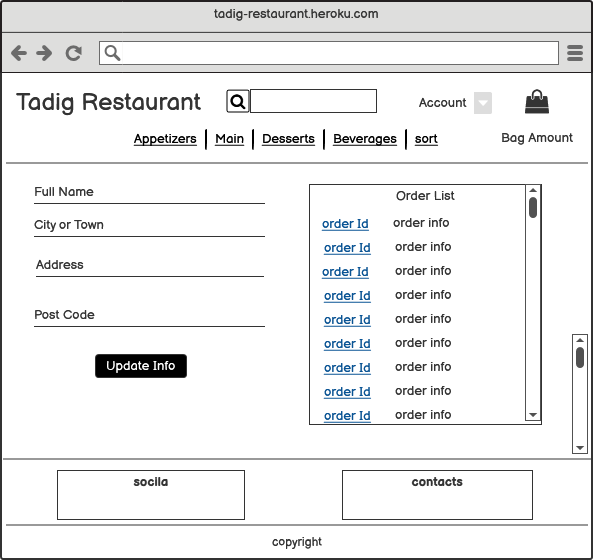 tadig-restaurant.heroku.com
Tadig Restaurant
Account
Appetizers Main Desserts Beverages sort
Bag Amount
Full Name
City or Town
Address
Post Code
Update Info
Order List
order Id order info
order Id order info
order Id order info
order Id order info
order Id order info
order Id order info
order Id order info
order Id order info
order Id order info
soclla
contacts
copyright